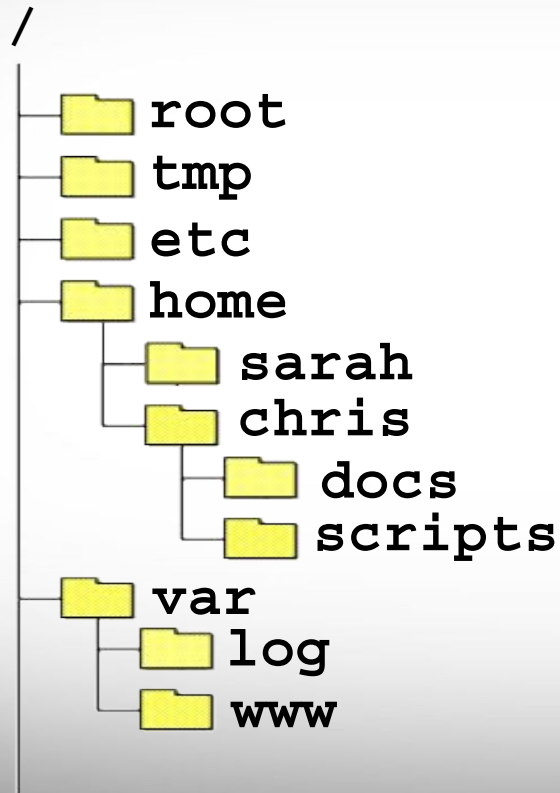 /
root
tmp
etc
home
sarah
chris
docs
scripts
var
log
www